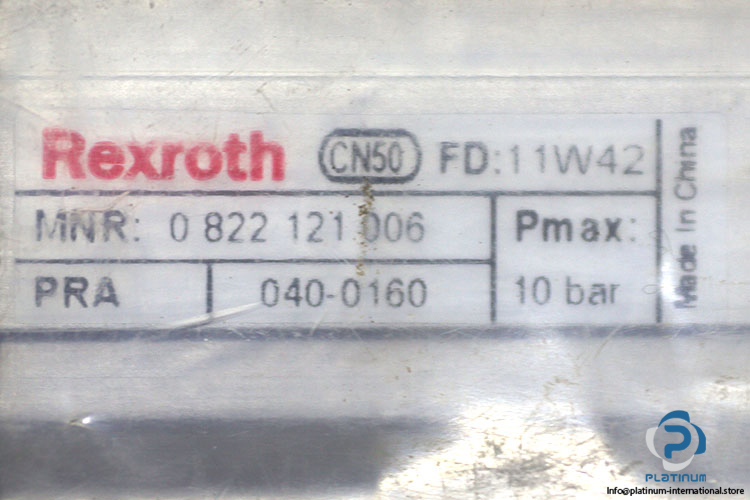 Rexroth CN50 FD:11W42
MNR: 0 822 121 006
Pmax:
PRA 040-0160
10 bar
Made in China
PLATINUM
Info@platinum-international.store